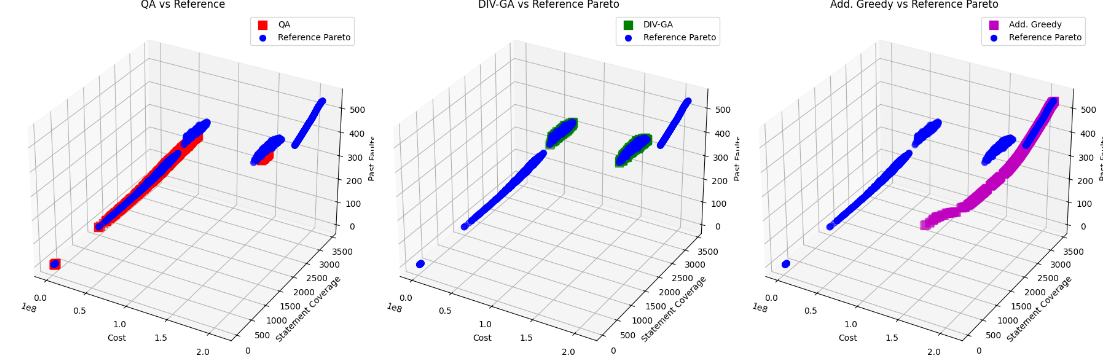 QA vs Reference
QA
Reference Pareto
500
400
300
200
100
0
Past Faults
3500
3000
2500
2000
1500
1000
500
0
Statement Coverage
0.0
0.5
1.0
1.5
2.0
1e8
Cost
DIV-GA vs Reference Pareto
DIV-GA
Reference Pareto
500
400
300
200
100
0
Past Faults
3500
3000
2500
2000
1500
1000
500
0
Statement Coverage
0.0
0.5
1.0
1.5
2.0
1e8
Cost
Add. Greedy vs Reference Pareto
Add. Greedy
Reference Pareto
500
400
300
200
100
0
Past Faults
3500
3000
2500
2000
1500
1000
500
0
Statement Coverage
0.0
0.5
1.0
1.5
2.0
1e8
Cost